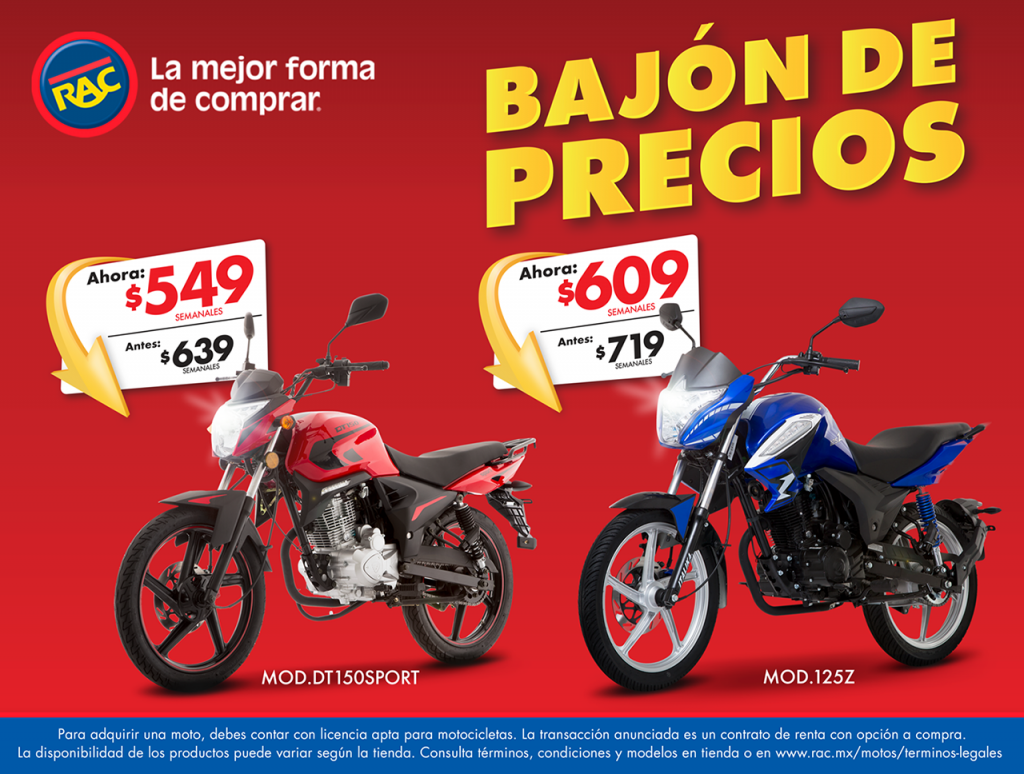 RAC
La mejor forma
de comprar.
BAJÓN DE
PRECIOS
Ahora: $549
SEMANALES
Antes: $639
SEMANALES
Ahora: $609
SEMANALES
Antes: $719
SEMANALES
MOD.DT150SPORT
MOD.125Z
Para adquirir una moto, debes contar con licencia apta para motocicletas. La transacción anunciada es un contrato de renta con opción a compra.
La disponibilidad de los productos puede variar según la tienda. Consulta términos, condiciones y modelos en tienda o en www.rac.mx/motos/terminos-legales